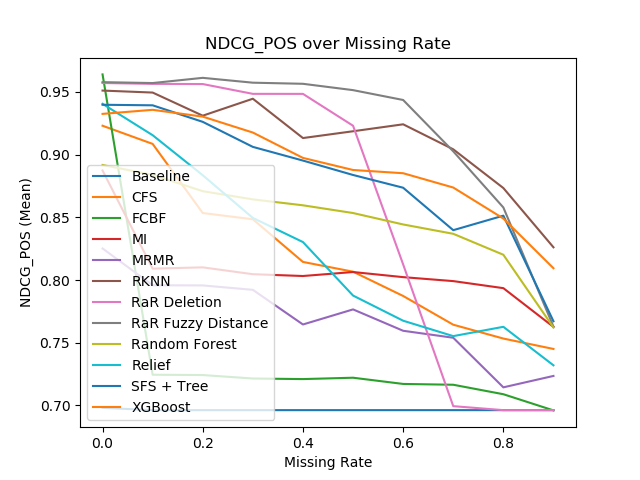 NDCG_POS over Missing Rate
NDCG_POS (Mean)
0.95
0.90
0.85
0.80
0.75
0.70
Baseline
CFS
FCBF
MI
MRMR
RKNN
RaR Deletion
RaR Fuzzy Distance
Random Forest
Relief
SFS + Tree
XGBoost
0.0 0.2 0.4 0.6 0.8
Missing Rate